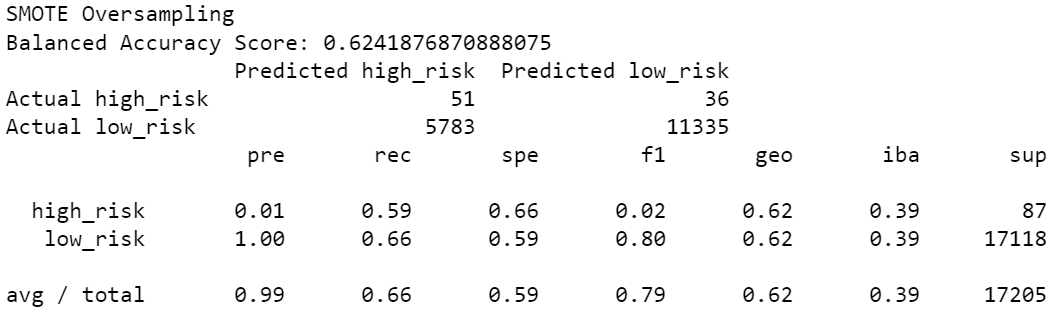 SMOTE Oversampling
Balanced Accuracy Score: 0.6241876870888075
Predicted high_risk Predicted low_risk
Actual high_risk 51 36
Actual low_risk 5783 11335
pre rec spe f1 geo iba sup
high_risk 0.01 0.59 0.66 0.02 0.62 0.39 87
low_risk 1.00 0.66 0.59 0.80 0.62 0.39 17118
avg / total 0.99 0.66 0.59 0.79 0.62 0.39 17205